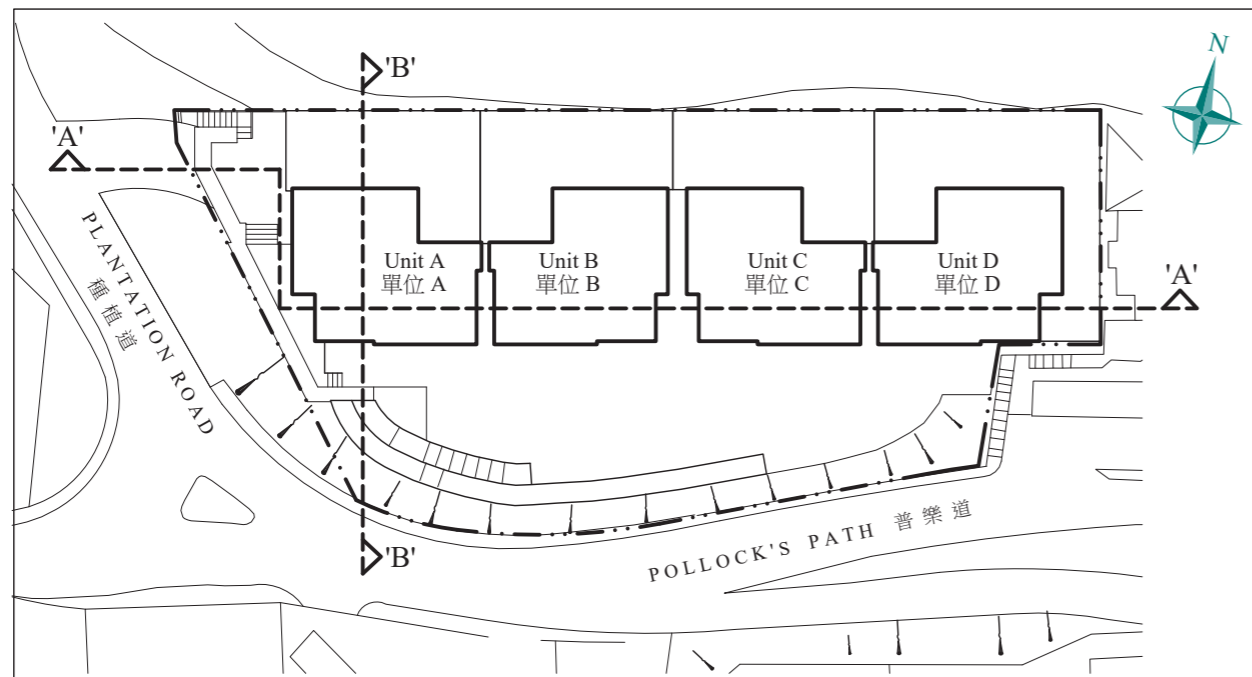 N
'B'
'A'
Unit A
單位 A
Unit B
單位 B
Unit C
單位 C
Unit D
單位 D
'A'
PLANTATION ROAD
種植道
'B'
POLLOCK'S PATH 普樂道